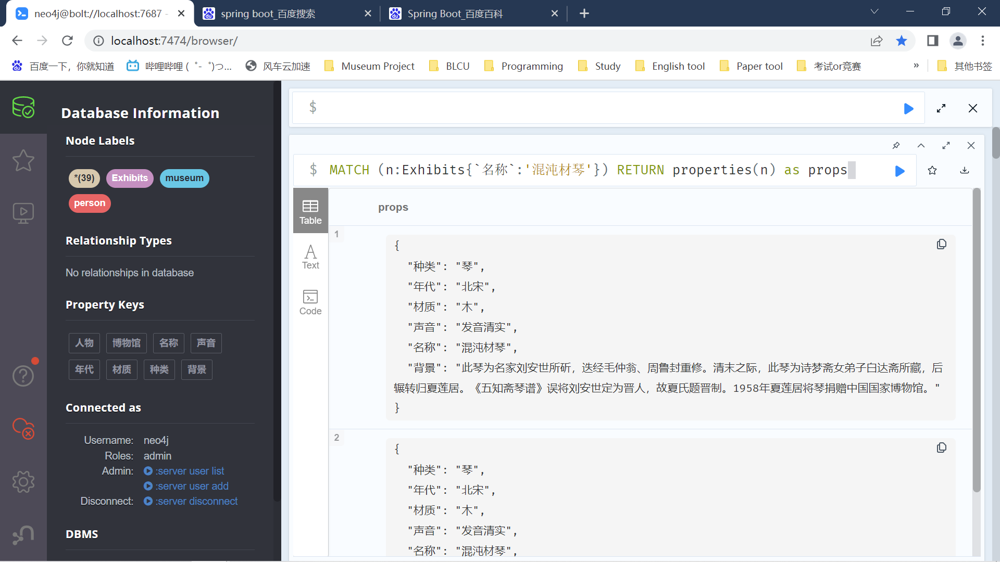 neo4j@bolt://localhost:7687 -
spring boot_百度搜索
Spring Boot_百度百科
localhost:7474/browser/
百度一下，你就知道
哔哩哔哩 ( ゜- ゜)つ...
风车云加速
Museum Project
BLCU
Programming
Study
English tool
Paper tool
考试or竞赛
»
其他书签
Database Information
Node Labels
*(39) Exhibits museum
person
Relationship Types
No relationships in database
Property Keys
人物 博物馆 名称 声音
年代 材质 种类 背景
Connected as
Username: neo4j
Roles: admin
Admin: :server user list
:server user add
Disconnect: :server disconnect
DBMS
$
$ MATCH (n:Exhibits{`名称`:'混沌材琴'}) RETURN properties(n) as props
Table
Text
Code
props
1
{
"种类": "琴",
"年代": "北宋",
"材质": "木",
"声音": "发音清实",
"名称": "混沌材琴",
"背景": "此琴为名家刘安世所斫，迭经毛仲翁、周鲁封重修。清末之际，此琴为诗梦斋女弟子白达斋所藏，后
辗转归夏莲居。《五知斋琴谱》误将刘安世定为晋人，故夏氏题晋制。1958年夏莲居将琴捐赠中国国家博物馆。"
}
2
{
"种类": "琴",
"年代": "北宋",
"材质": "木",
"声音": "发音清实",
"名称": "混沌材琴",